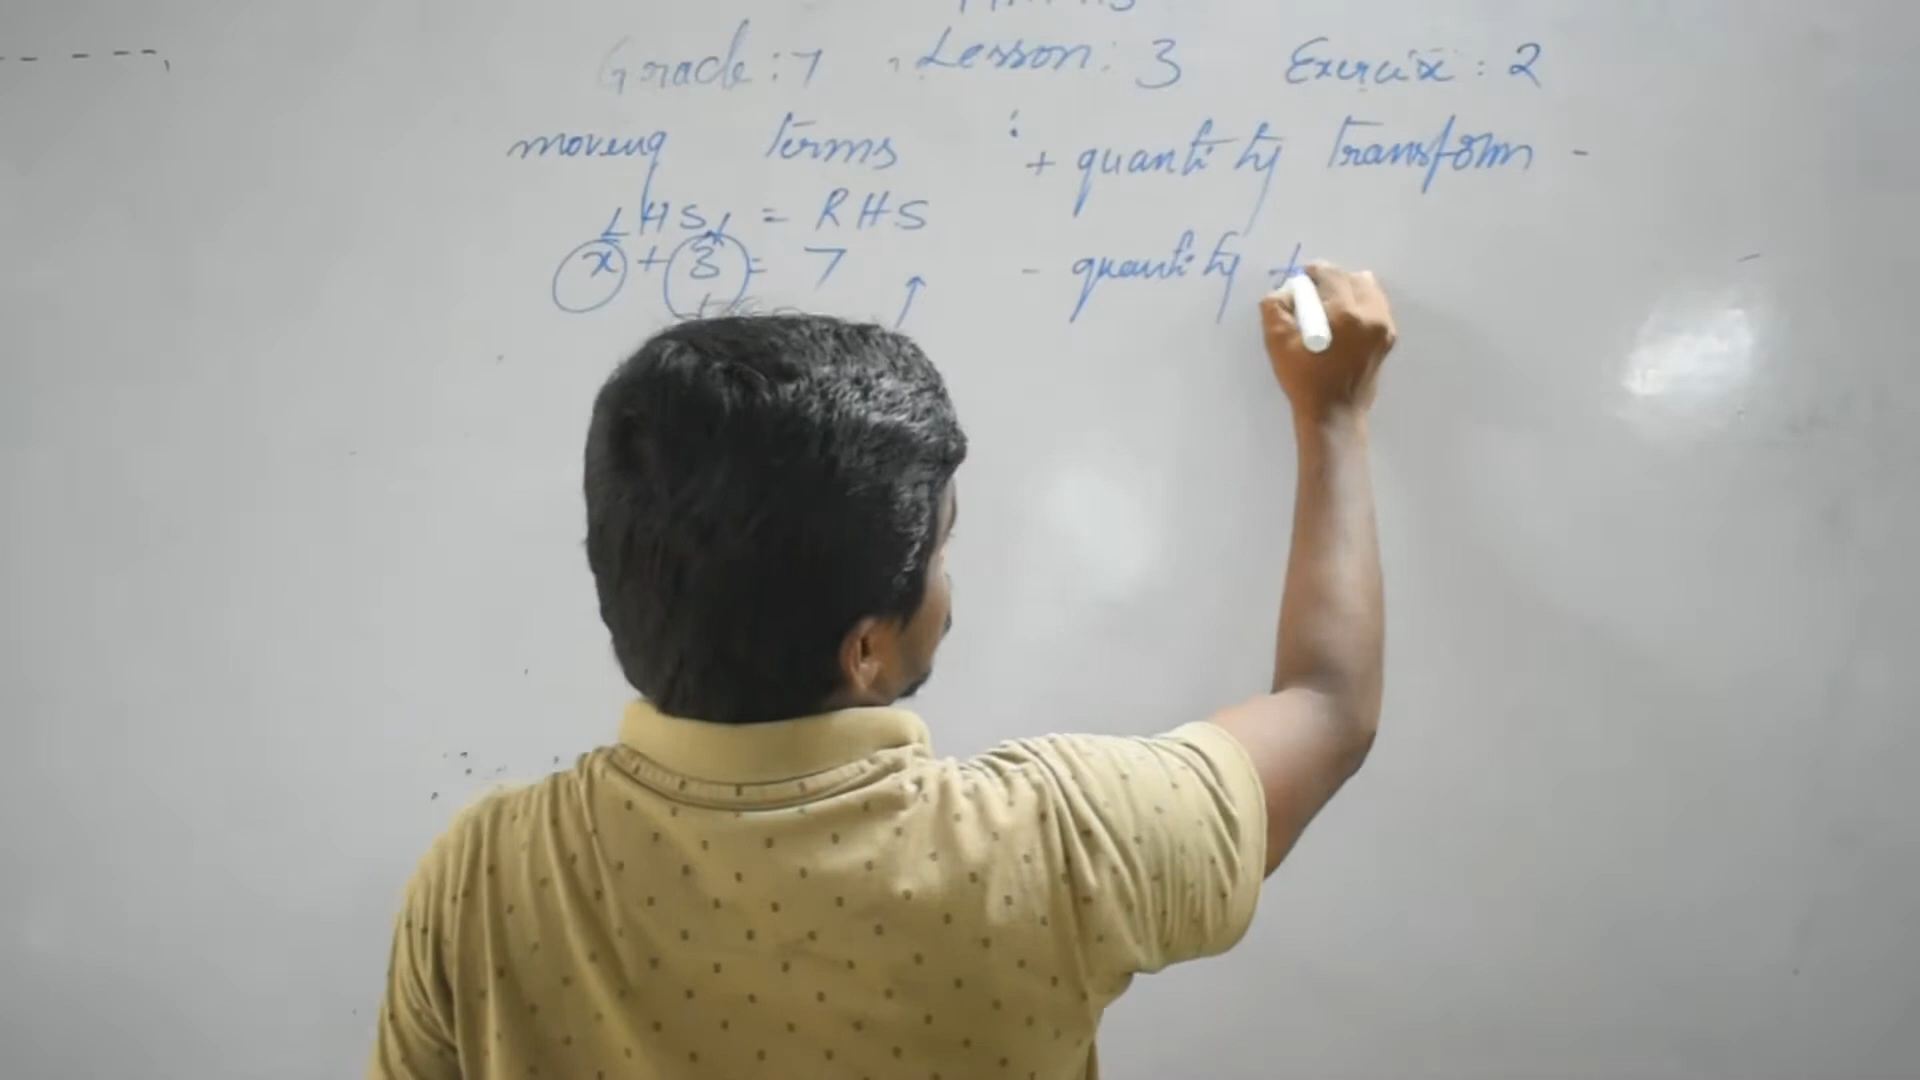 Grade : 7 Lesson : 3 Exercise : 2
moving terms : + quantity transform -
LHS = RHS
x + 3 = 7 - quantity